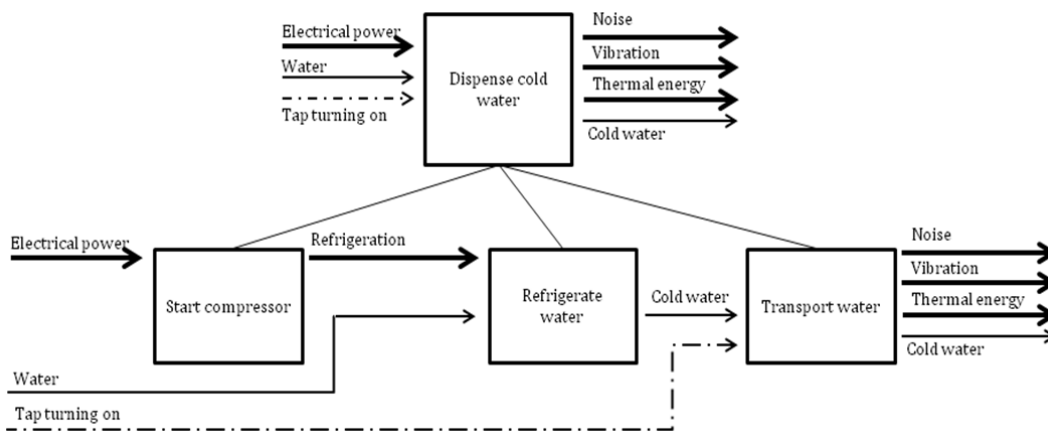 Noise
Electrical power
Vibration
Water
Dispense cold
water
Thermal energy
Tap turning on
Cold water
Electrical power
Refrigeration
Noise
Vibration
Start compressor
Refrigerate
water
Cold water
Transport water
Thermal energy
Cold water
Water
Tap turning on